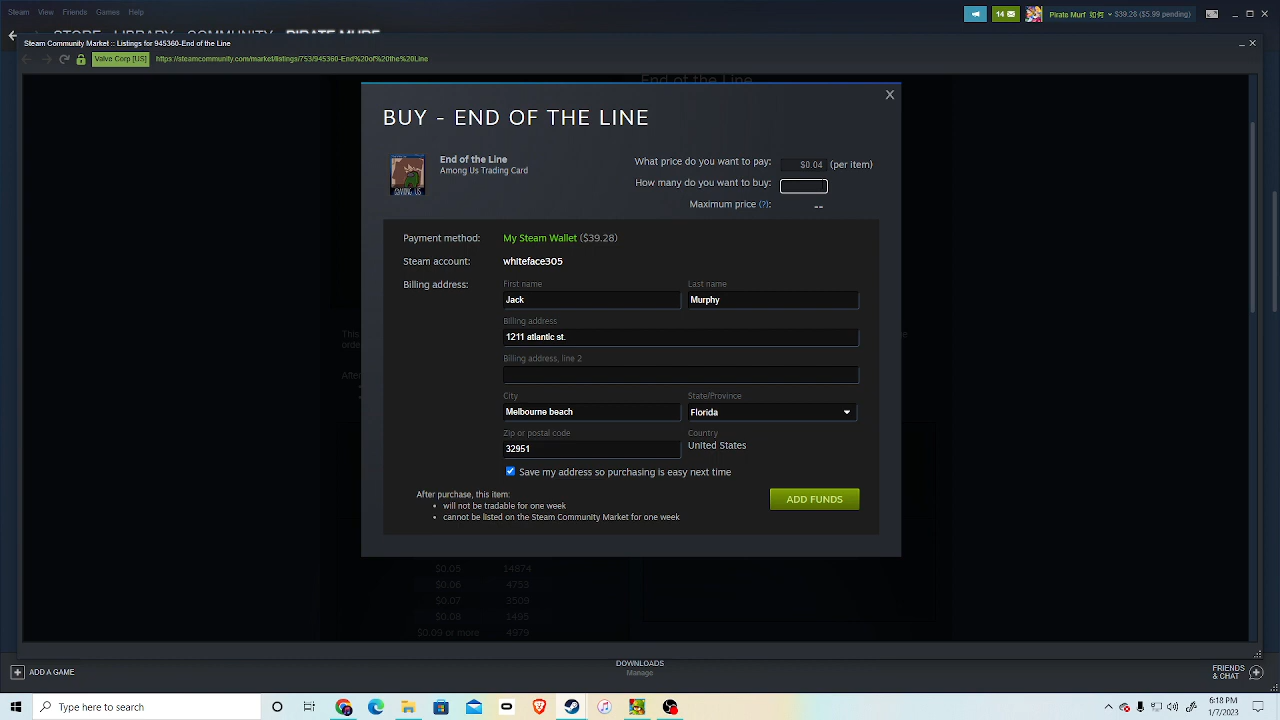 Steam View Friends Games Help
14 Pirate Murf $39.28 ($5.99 pending)
STORE LIBRARY COMMUNITY PIRATE MURF
Steam Community Market :: Listings for 945360-End of the Line
Valve Corp [US] https://steamcommunity.com/market/listings/753/945360-End%20of%20the%20Line
End of the Line
X
BUY - END OF THE LINE
End of the Line
Among Us Trading Card
What price do you want to pay: $0.04 (per item)
How many do you want to buy:
Maximum price (?): --
Payment method: My Steam Wallet ($39.28)
Steam account: whiteface305
Billing address:
First name Last name
Jack Murphy
Billing address
1211 atlantic st.
Billing address, line 2
City State/Province
Melbourne beach Florida
Zip or postal code Country
32951 United States
Save my address so purchasing is easy next time
After purchase, this item:
• will not be tradable for one week
• cannot be listed on the Steam Community Market for one week
ADD FUNDS
This
orde
After
$0.05 14874
$0.06 4753
$0.07 3509
$0.08 1495
$0.09 or more 4979
ADD A GAME
DOWNLOADS
Manage
FRIENDS
& CHAT
Type here to search
6:18 PM
1/7/2023